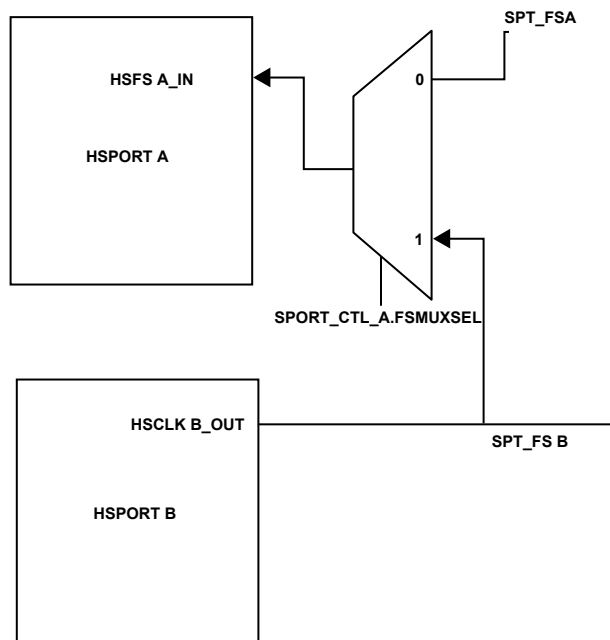 SPT_FSA
HSFS A_IN
0
HSPORT A
1
SPORT_CTL_A.FSMUXSEL
HSCLK B_OUT
SPT_FS B
HSPORT B